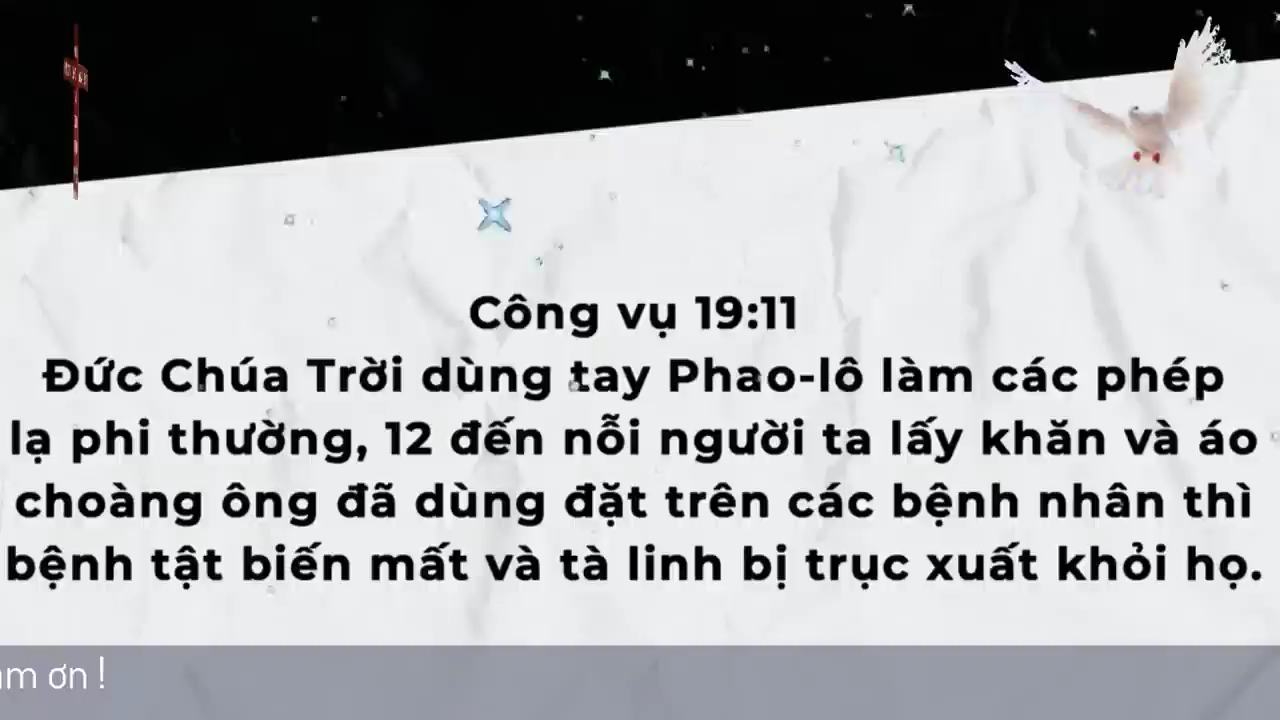 Công vụ 19:11
Đức Chúa Trời dùng tay Phao-lô làm các phép
lạ phi thường, 12 đến nỗi người ta lấy khăn và áo
choàng ông đã dùng đặt trên các bệnh nhân thì
bệnh tật biến mất và tà linh bị trục xuất khỏi họ.
ơn !